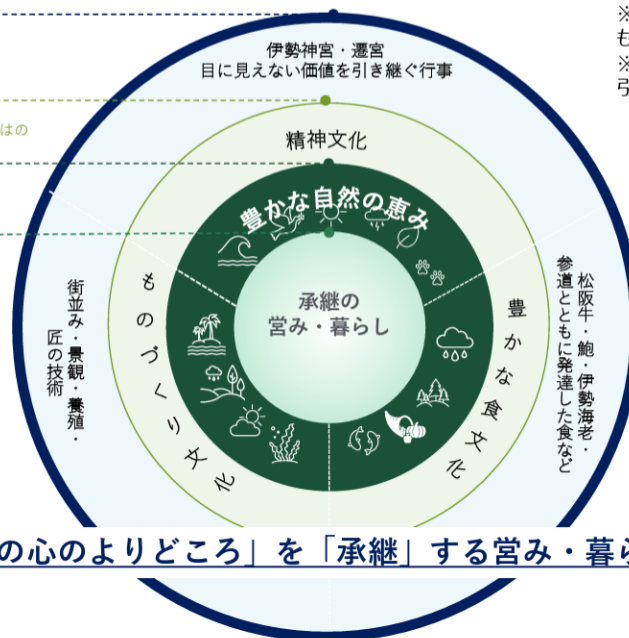 ※
も
※
引
伊勢神宮・遷宮
目に見えない価値を引き継ぐ行事
はの
精神文化
豊かな自然の恵み
承継の
営み・暮らし
ものづくり文化
豊かな食文化
街並み・景観・養殖・
匠の技術
松阪牛・鮑・伊勢海老・
参道とともに発達した食など
の心のよりどころ」を「承継」する営み・暮ら